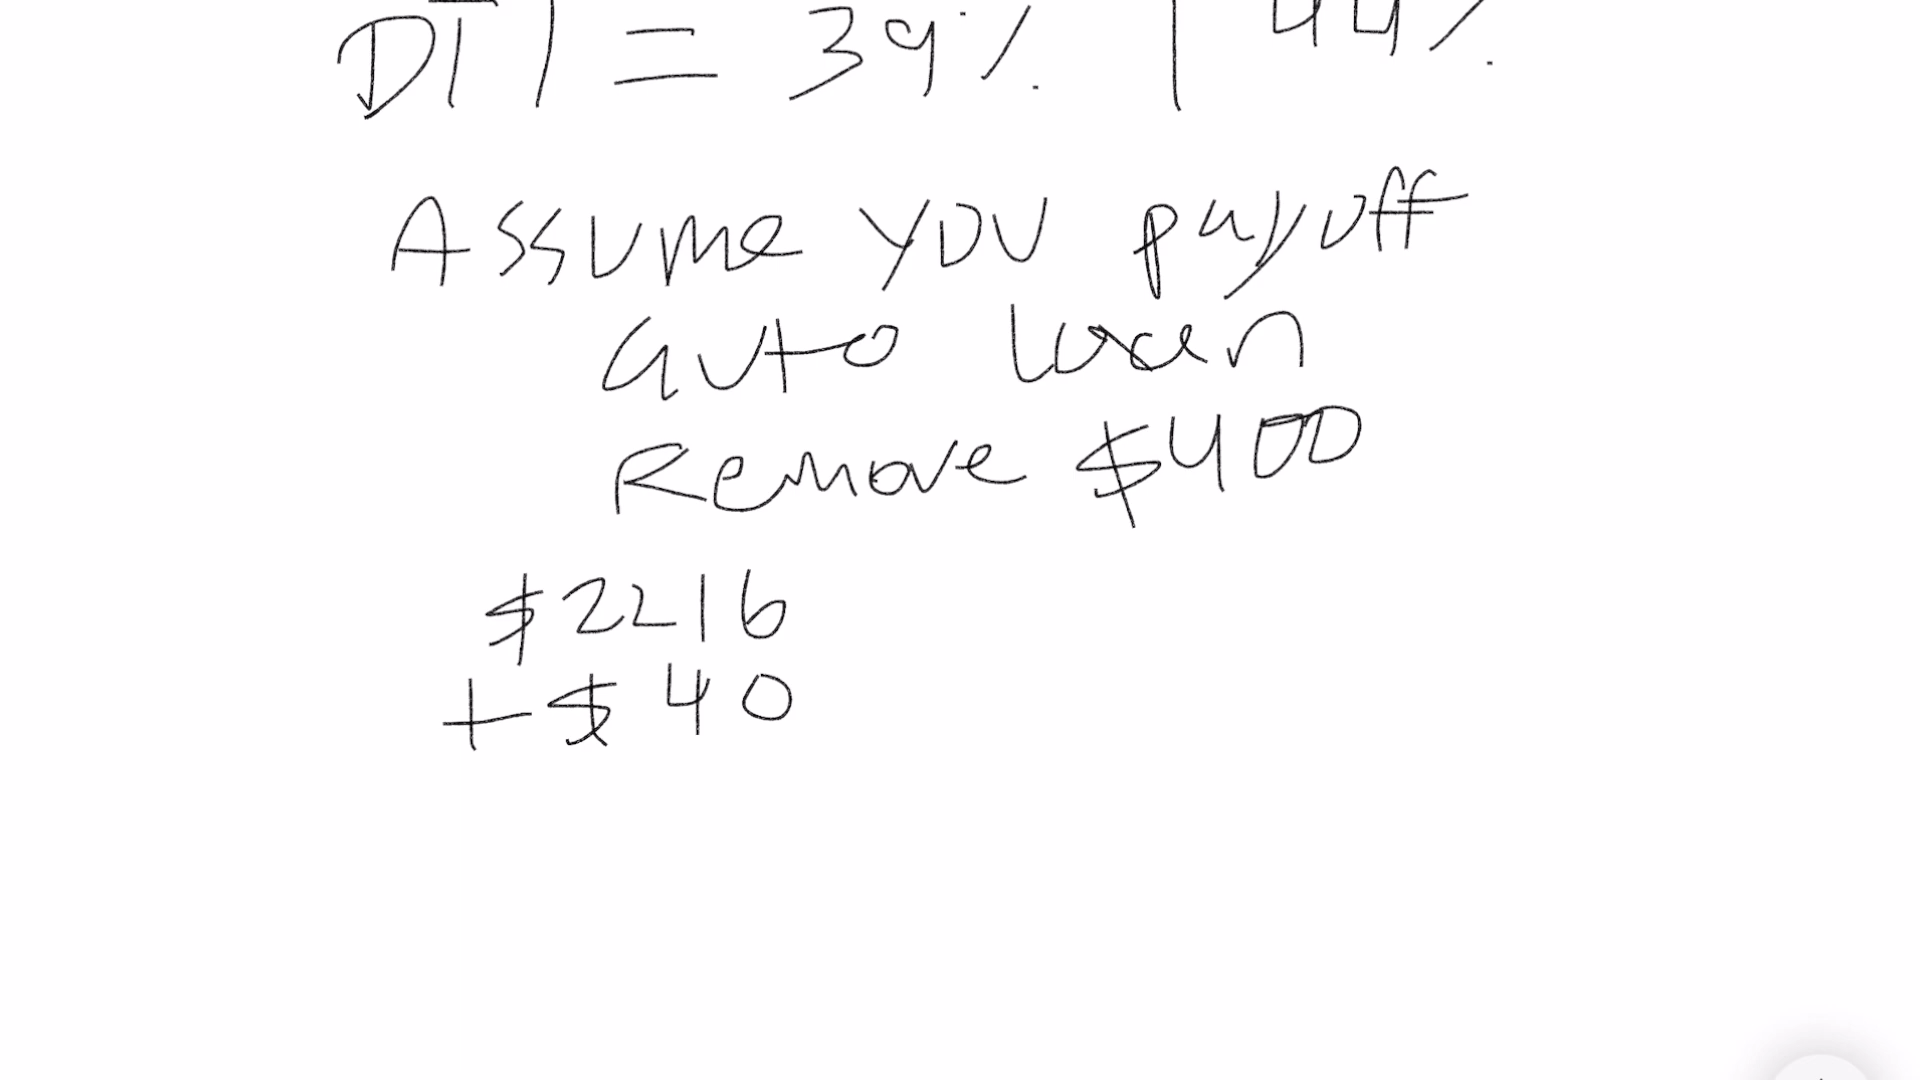 DTI = 39% | 44%
Assume you payoff
auto loan
Remove $400
$2216
+ $ 40